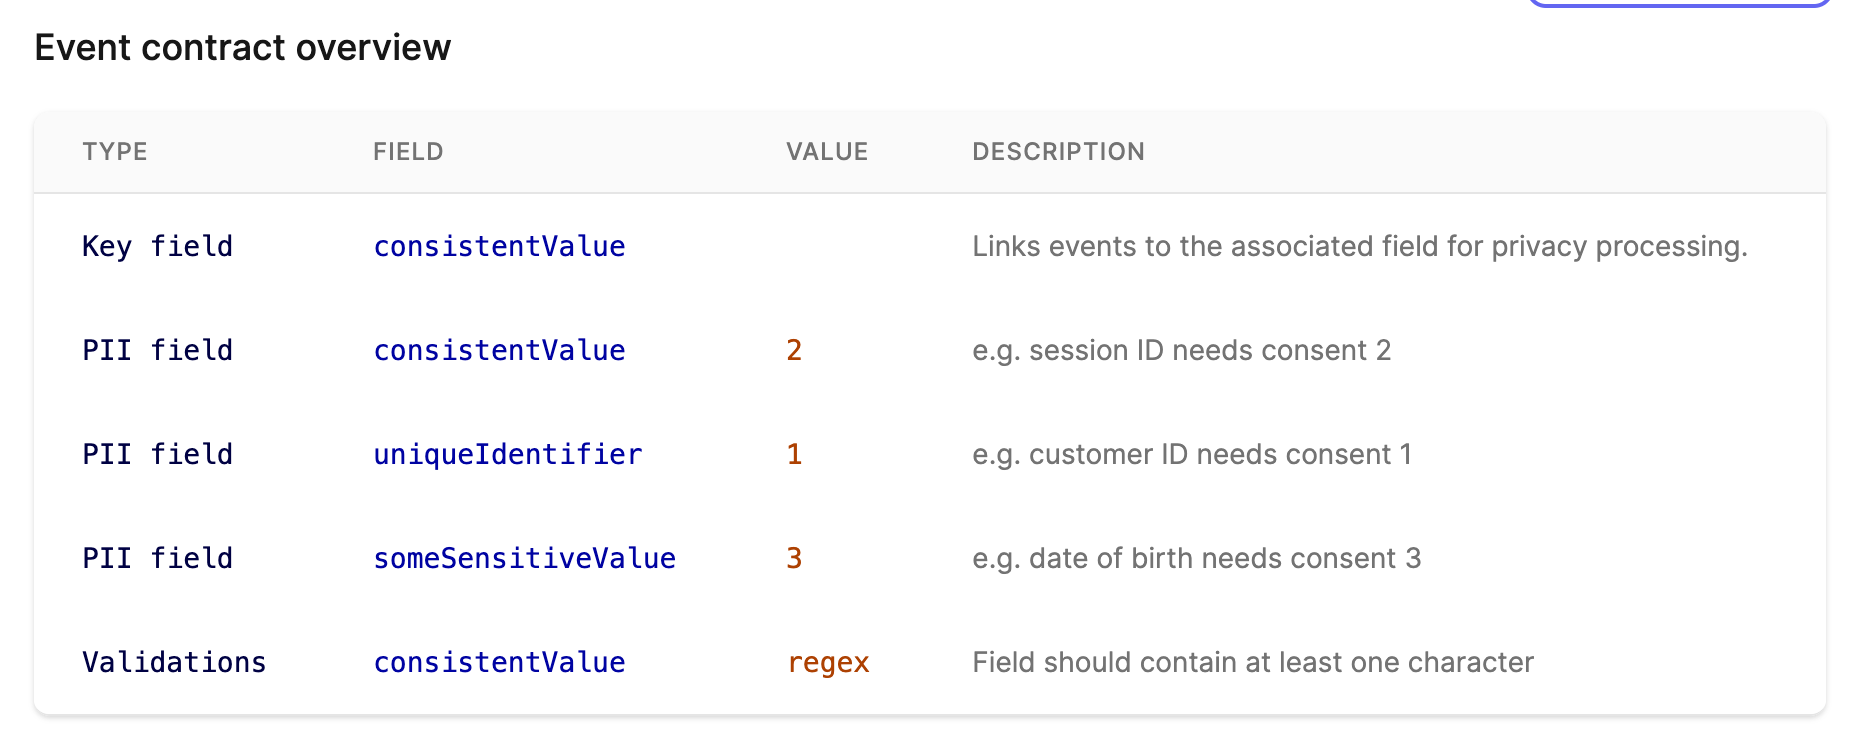 Event contract overview
TYPE FIELD VALUE DESCRIPTION
Key field consistentValue Links events to the associated field for privacy processing.
PII field consistentValue 2 e.g. session ID needs consent 2
PII field uniqueIdentifier 1 e.g. customer ID needs consent 1
PII field someSensitiveValue 3 e.g. date of birth needs consent 3
Validations consistentValue regex Field should contain at least one character